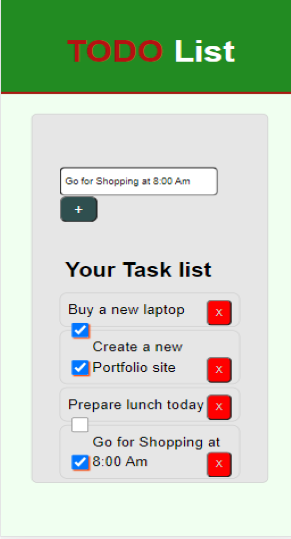 TODO List
Go for Shopping at 8:00 Am
+
Your Task list
Buy a new laptop
X
Create a new
Portfolio site
X
Prepare lunch today
X
Go for Shopping at
8:00 Am
X